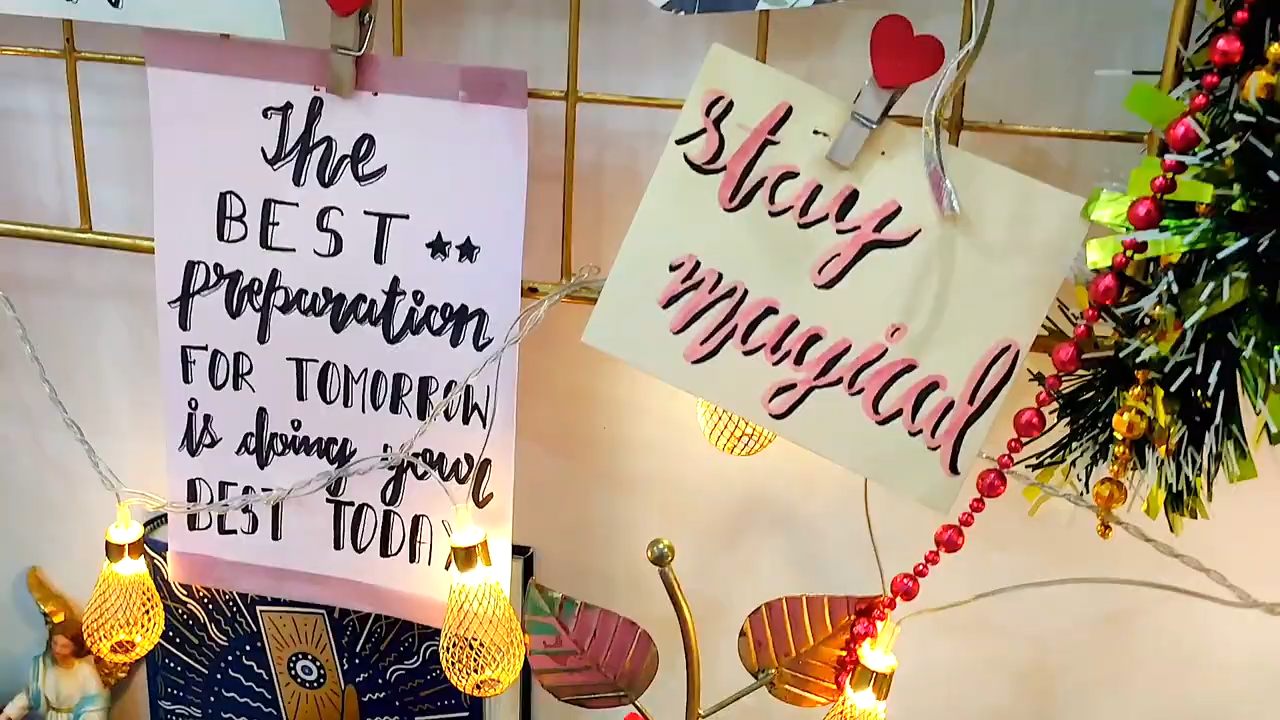 The
BEST
preparation
FOR TOMORROW
is doing your
BEST TODAY
stay
magical